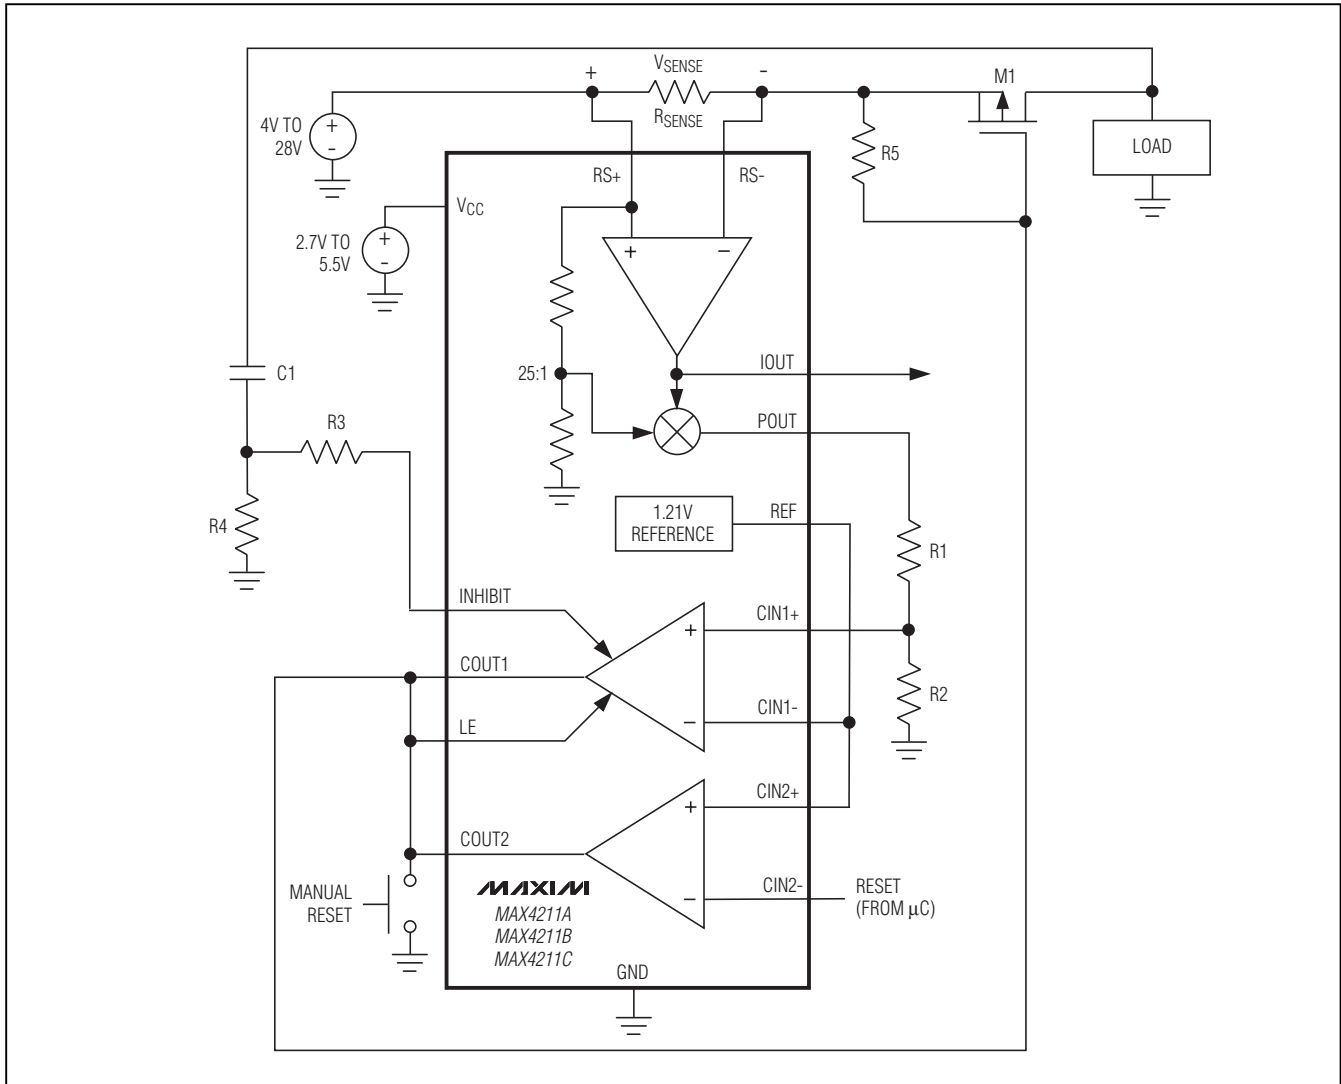 VSENSE
+
-
M1
RSENSE
4V TO
28V
+
-
R5
LOAD
RS+
RS-
VCC
2.7V TO
5.5V
+
-
+
−
C1
25:1
IOUT
R3
POUT
R4
1.21V
REFERENCE
REF
R1
INHIBIT
CIN1+
+
COUT1
R2
CIN1-
−
LE
CIN2+
+
COUT2
MANUAL
RESET
MAXIM
MAX4211A
MAX4211B
MAX4211C
CIN2-
−
RESET
(FROM µC)
GND